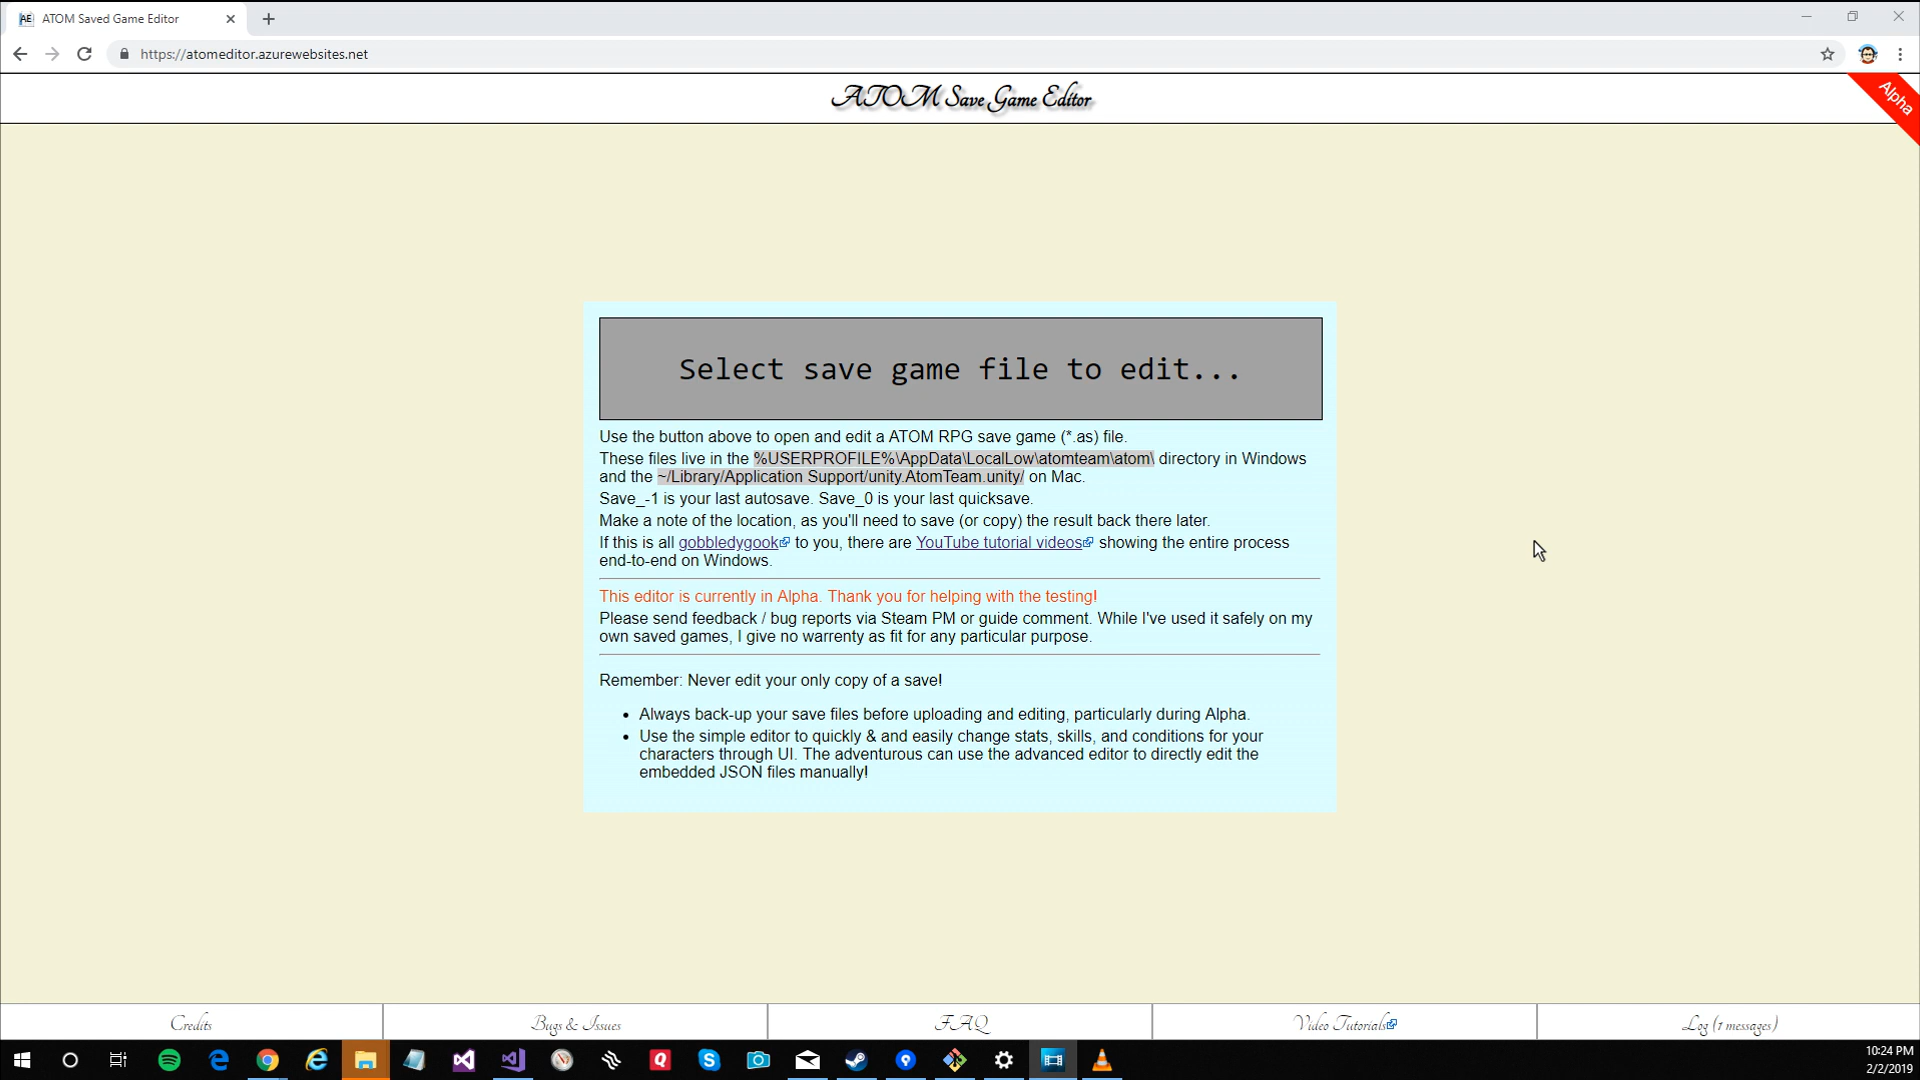 ATOM Saved Game Editor
https://atomeditor.azurewebsites.net
ATOM Save Game Editor
Alpha
Select save game file to edit...
Use the button above to open and edit a ATOM RPG save game (*.as) file.
These files live in the %USERPROFILE%\AppData\LocalLow\atomteam\atom\ directory in Windows
and the ~/Library/Application Support/unity.AtomTeam.unity/ on Mac.
Save_-1 is your last autosave. Save_0 is your last quicksave.
Make a note of the location, as you'll need to save (or copy) the result back there later.
If this is all gobbledygook to you, there are YouTube tutorial videos showing the entire process
end-to-end on Windows.
This editor is currently in Alpha. Thank you for helping with the testing!
Please send feedback / bug reports via Steam PM or guide comment. While I've used it safely on my
own saved games, I give no warrenty as fit for any particular purpose.
Remember: Never edit your only copy of a save!
• Always back-up your save files before uploading and editing, particularly during Alpha.
• Use the simple editor to quickly & and easily change stats, skills, and conditions for your
characters through UI. The adventurous can use the advanced editor to directly edit the
embedded JSON files manually!
Credits
Bugs & Issues
FAQ
Video Tutorials
Log (1 messages)
10:24 PM
2/2/2019